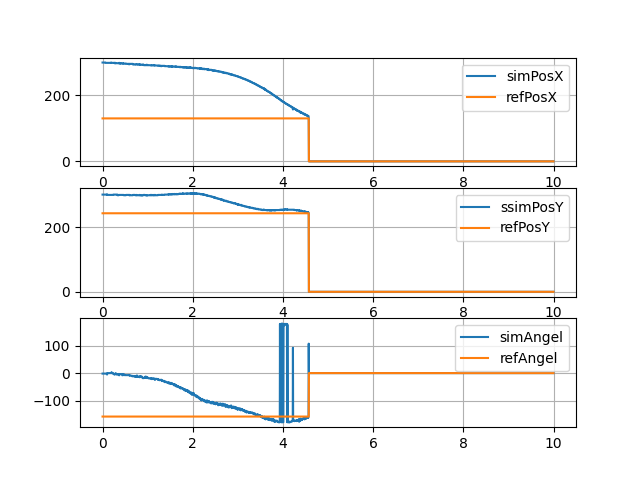 simPosX
refPosX
200
0
0 2 4 6 8 10
ssimPosY
refPosY
200
0
0 2 4 6 8 10
simAngel
refAngel
100
0
−100
0 2 4 6 8 10